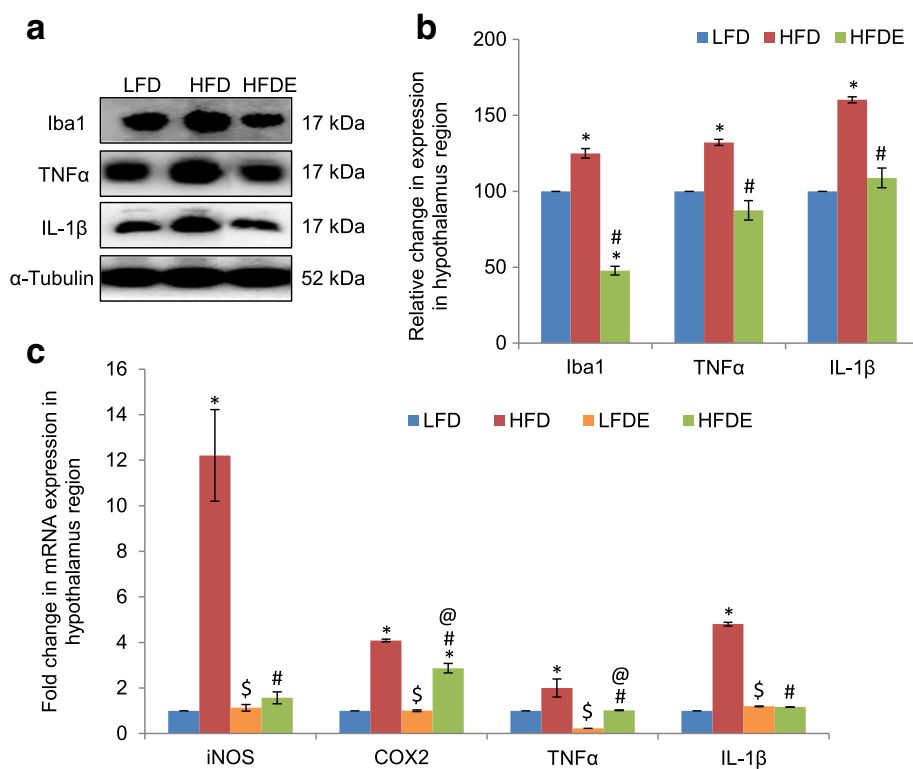 a
LFD HFD HFDE
Iba1 17 kDa
TNFα 17 kDa
IL-1β 17 kDa
α-Tubulin 52 kDa
b
LFD HFD HFDE
Relative change in expression
in hypothalamus region
200
150
100
50
0
*
#
*
*
#
*
#
Iba1 TNFα IL-1β
c
LFD HFD LFDE HFDE
Fold change in mRNA expression in
hypothalamus region
16
14
12
10
8
6
4
2
0
*
$
#
*
$
@
#
*
*
$
@
#
*
$
#
iNOS COX2 TNFα IL-1β